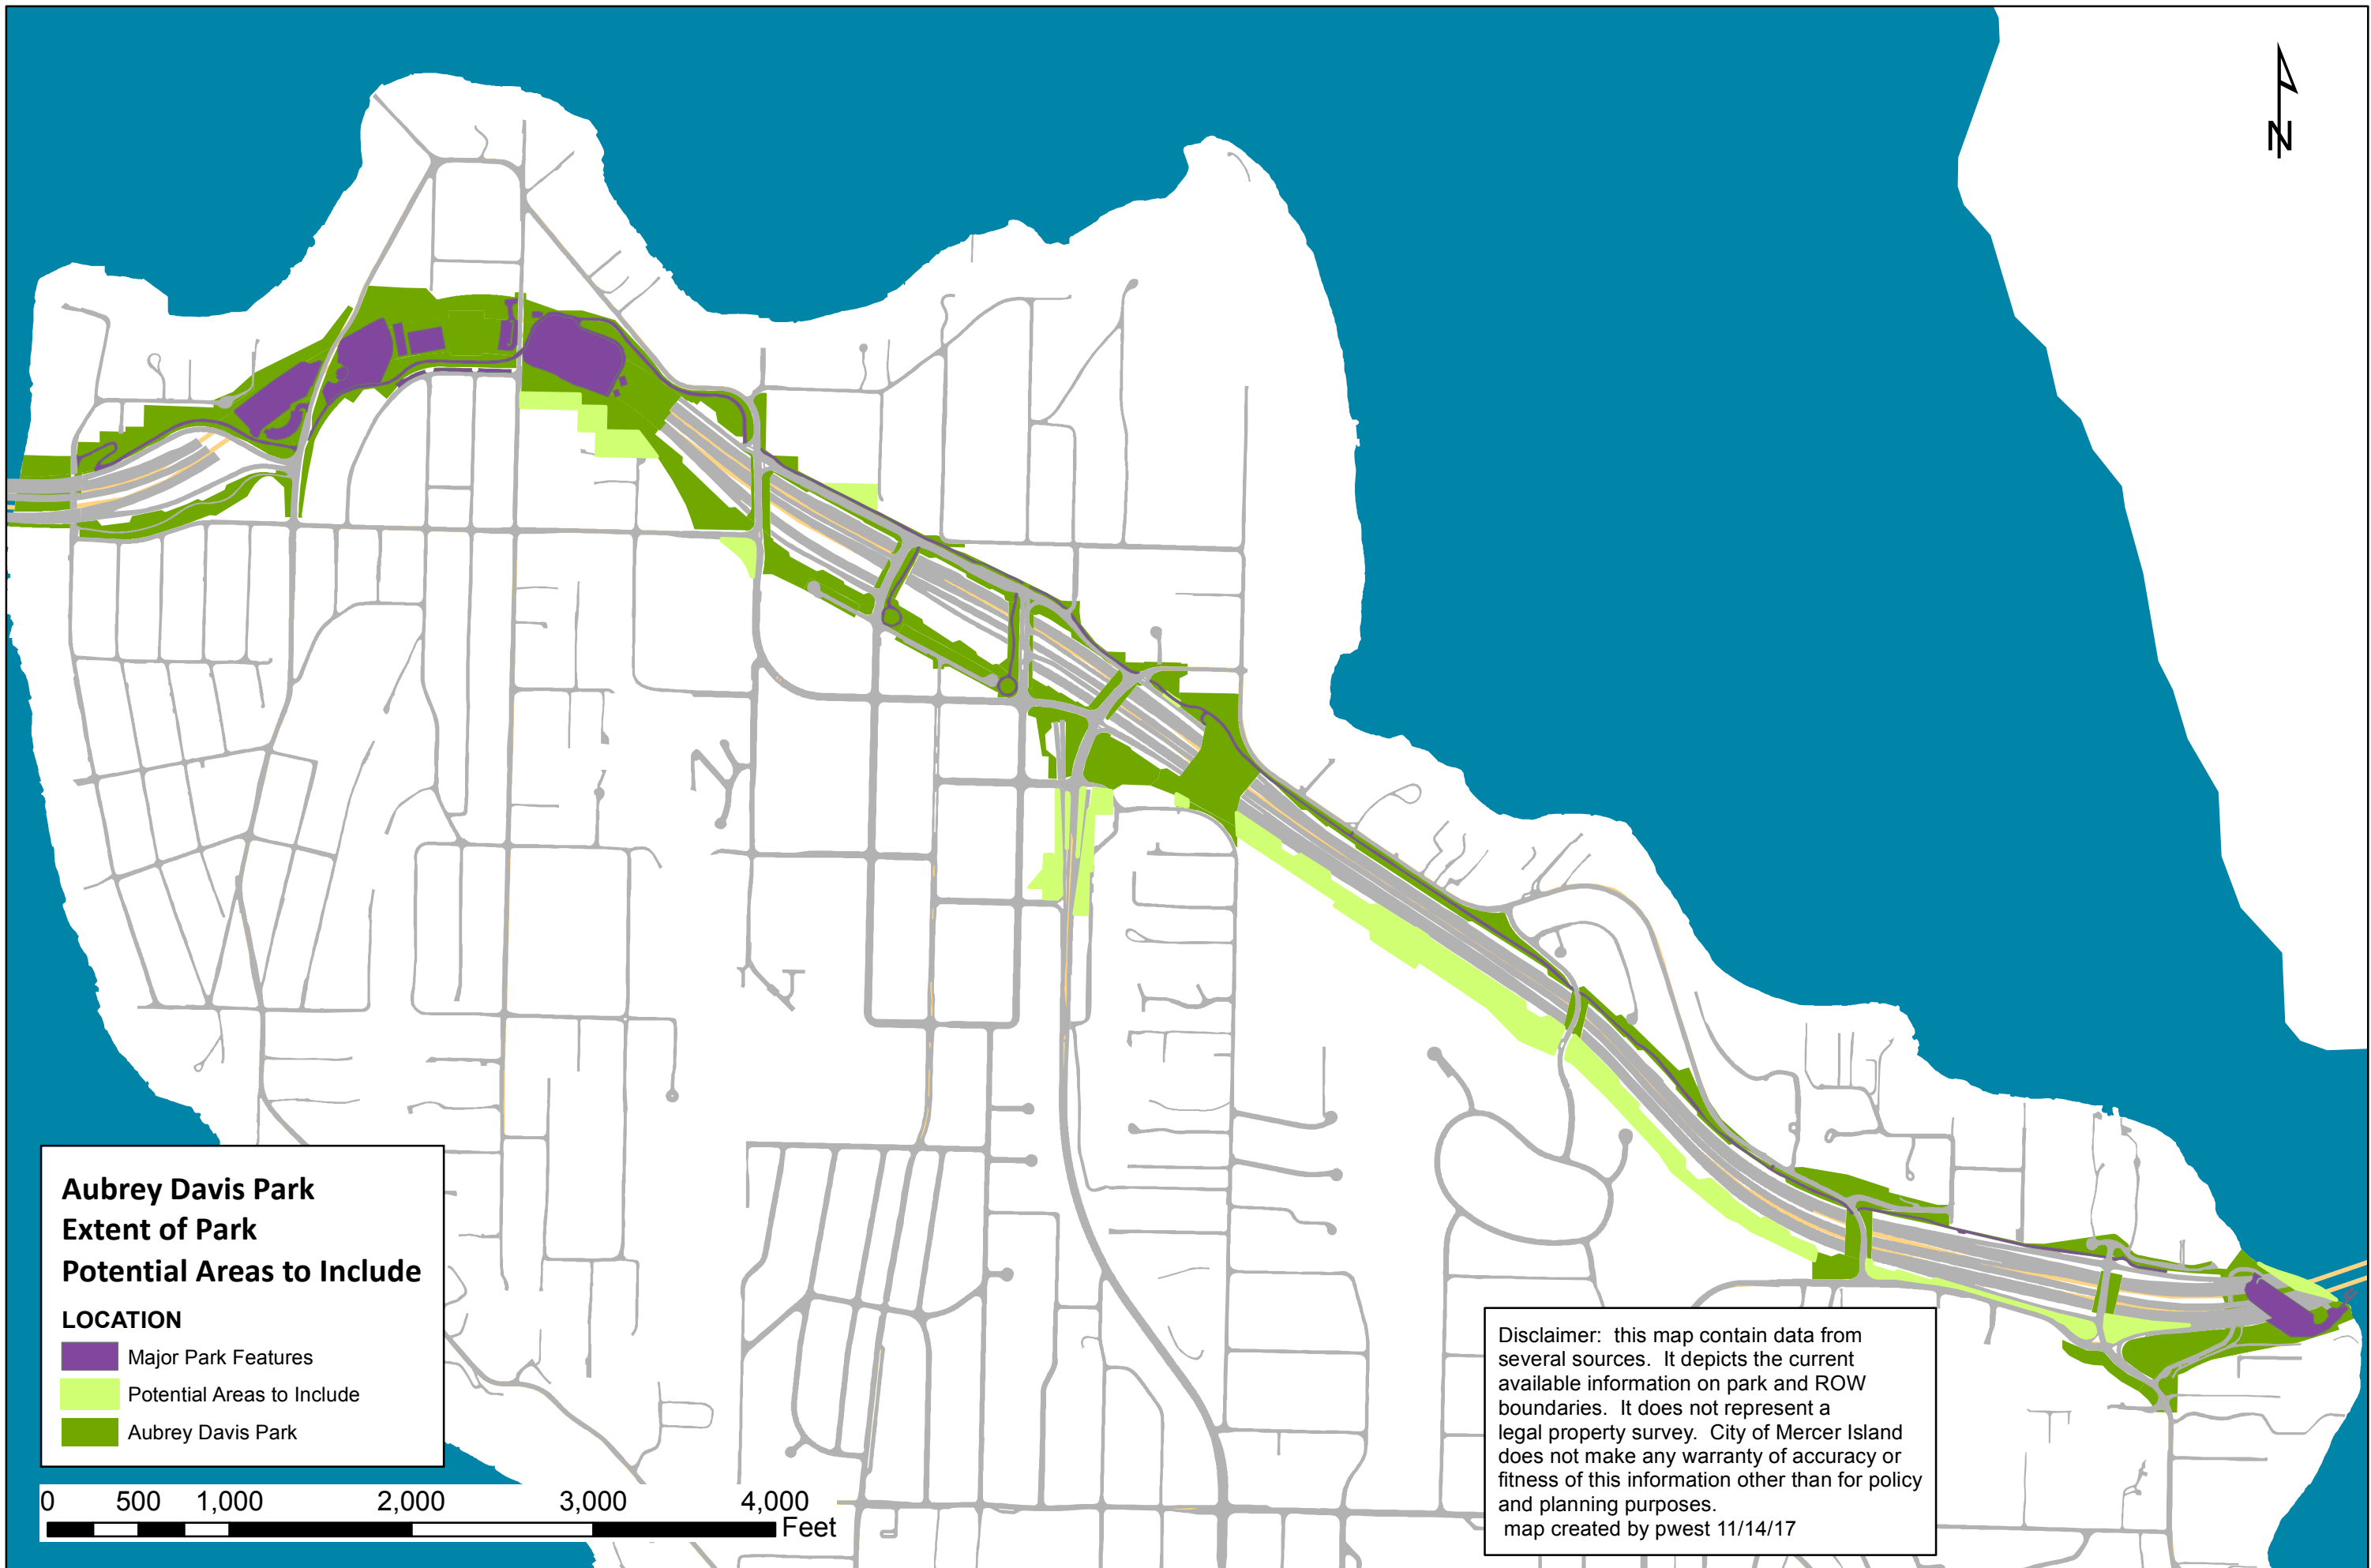 N
Aubrey Davis Park
Extent of Park
Potential Areas to Include
LOCATION
Major Park Features
Potential Areas to Include
Aubrey Davis Park
0 500 1,000 2,000 3,000 4,000
Feet
Disclaimer: this map contain data from
several sources. It depicts the current
available information on park and ROW
boundaries. It does not represent a
legal property survey. City of Mercer Island
does not make any warranty of accuracy or
fitness of this information other than for policy
and planning purposes.
map created by pwest 11/14/17